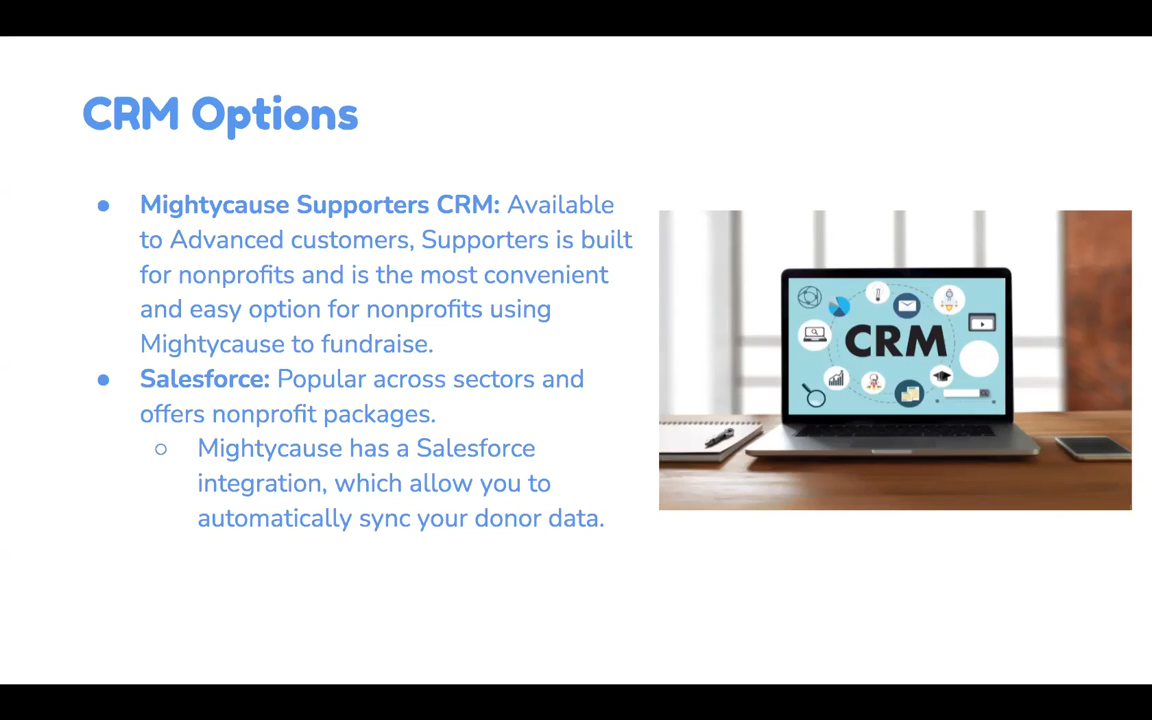 CRM Options
● Mightycause Supporters CRM: Available
to Advanced customers, Supporters is built
for nonprofits and is the most convenient
and easy option for nonprofits using
Mightycause to fundraise.
● Salesforce: Popular across sectors and
offers nonprofit packages.
○ Mightycause has a Salesforce
integration, which allow you to
automatically sync your donor data.
CRM